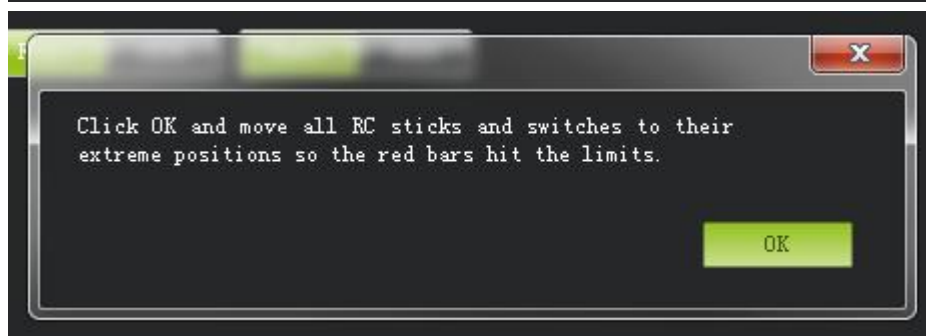 Click OK and move all RC sticks and switches to their
extreme positions so the red bars hit the limits.
OK